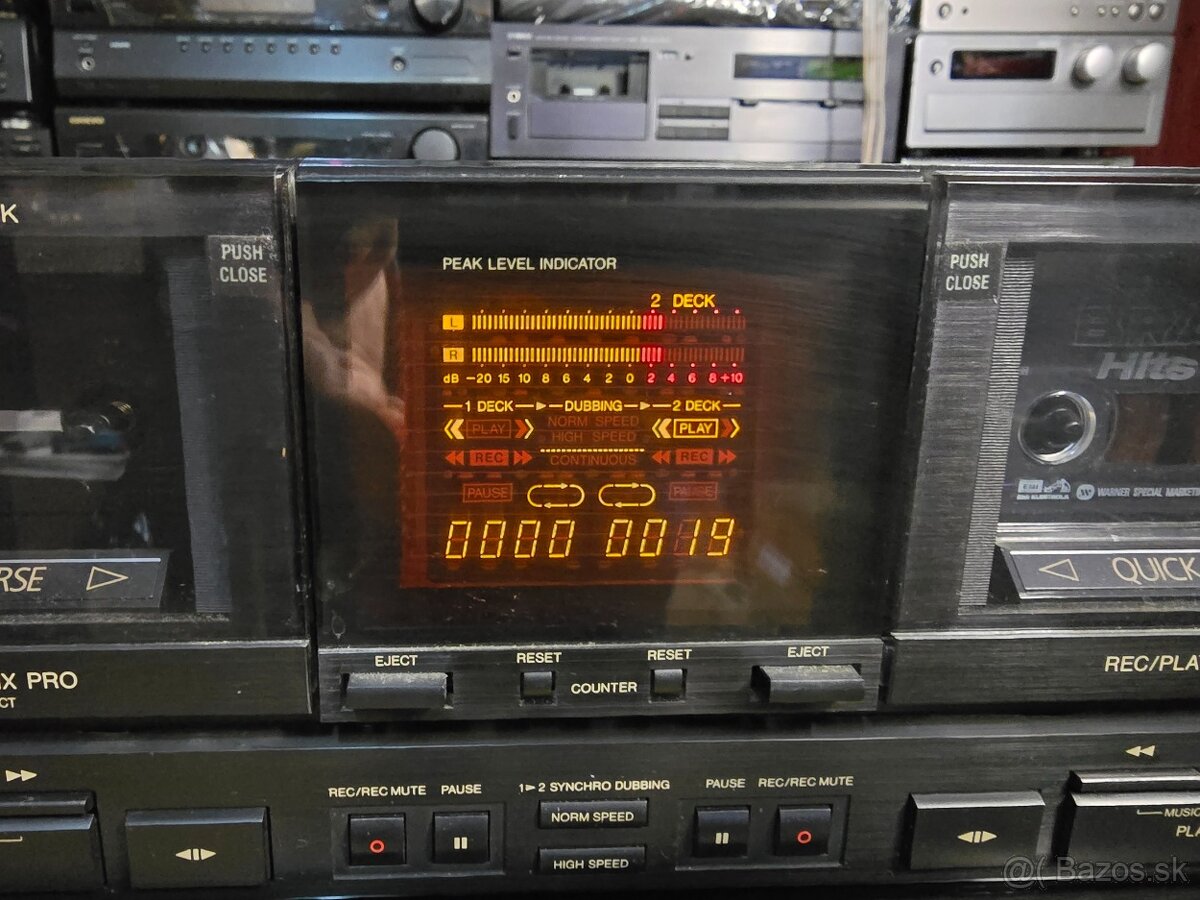 ONKYO
K
PUSH
CLOSE
PEAK LEVEL INDICATOR
PUSH
CLOSE
2 DECK
L
R
dB -20 15 10 8 6 4 2 0 2 4 6 8 +10
1 DECK DUBBING 2 DECK
PLAY NORM SPEED PLAY
HIGH SPEED
REC CONTINUOUS REC
PAUSE PAUSE
0000 0019
Hits
WARNER SPECIAL MARKE
RSE
QUICK
EJECT RESET RESET EJECT
COUNTER
X PRO
CT
REC/PLA
REC/REC MUTE PAUSE 1►2 SYNCHRO DUBBING PAUSE REC/REC MUTE
NORM SPEED
HIGH SPEED
MUSIC
PLA
@( Bazos.sk